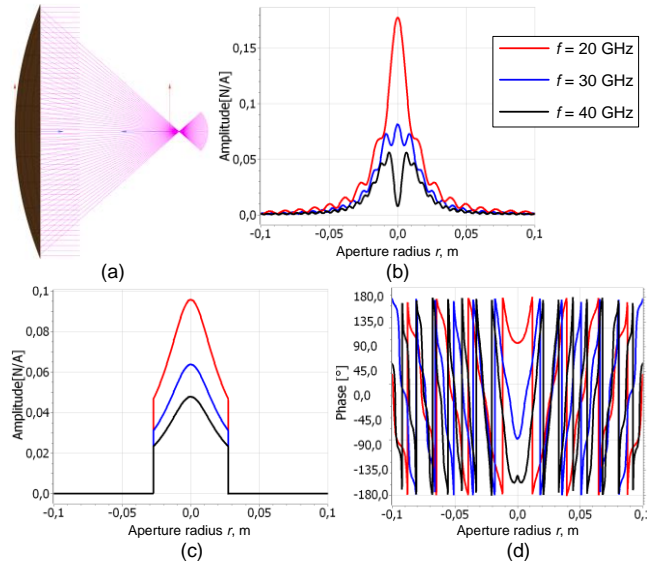 (a)
Amplitude[N/A]
0,15
0,1
0,05
0,0
-0,1
-0,05
0,0
0,05
0,1
Aperture radius r, m
(b)
f = 20 GHz
f = 30 GHz
f = 40 GHz
Amplitude[N/A]
0,1
0,08
0,06
0,04
0,02
0,0
-0,1
-0,05
0,0
0,05
0,1
Aperture radius r, m
(c)
Phase [°]
180,0
135,0
90,0
45,0
0,0
-45,0
-90,0
-135,0
-180,0
-0,1
-0,05
0,0
0,05
0,1
Aperture radius r, m
(d)